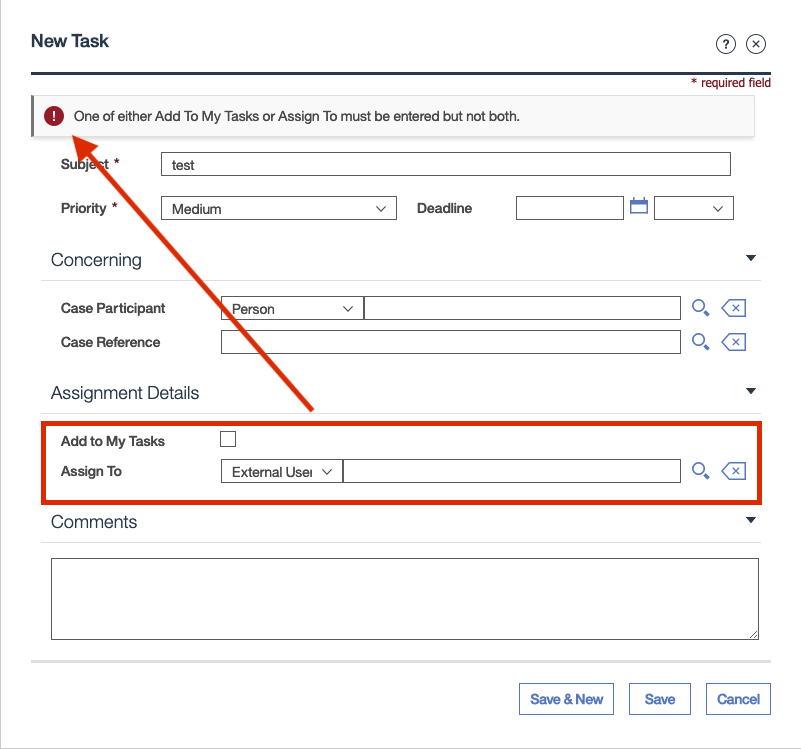 New Task
* required field
One of either Add To My Tasks or Assign To must be entered but not both.
Subject * test
Priority * Medium Deadline
Concerning
Case Participant Person
Case Reference
Assignment Details
Add to My Tasks
Assign To External User
Comments
Save & New Save Cancel